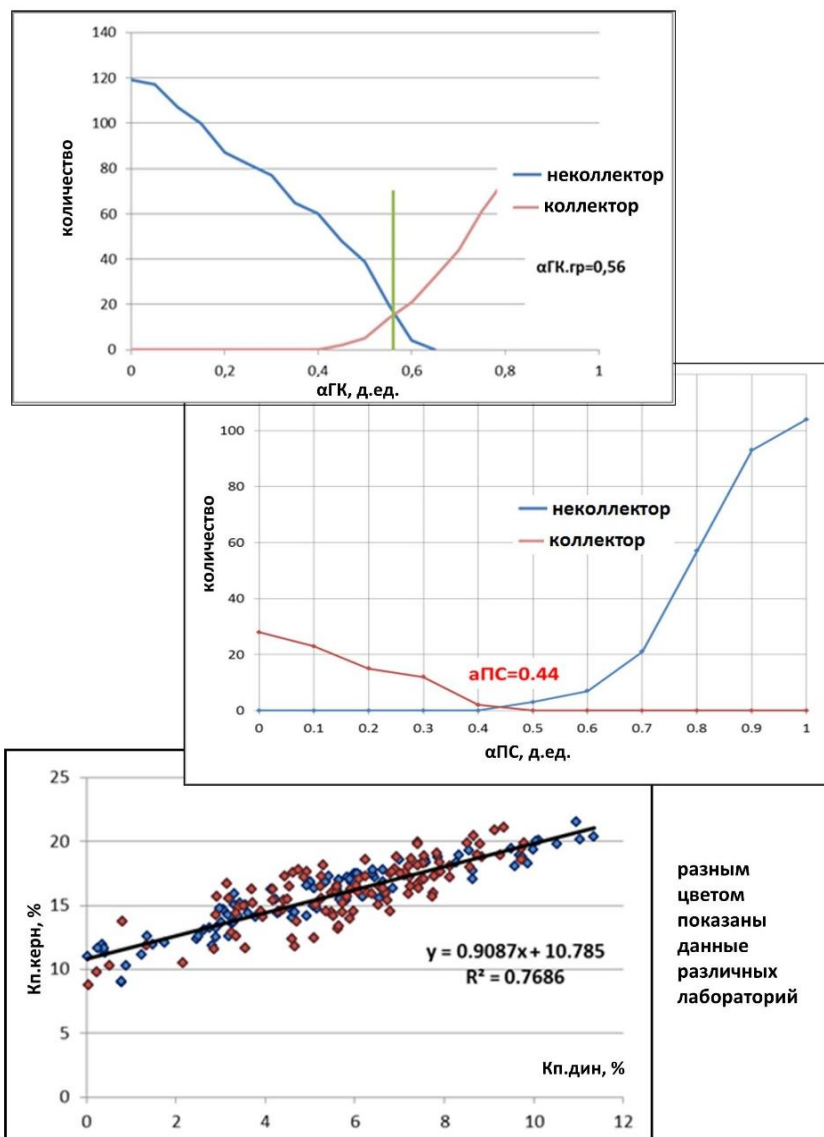 140
120
100
80
60
40
20
0
количество
неколлектор
коллектор
αГК.гр=0,56
0 0,2 0,4 0,6 0,8 1
αГК, д.ед.
100
80
60
40
20
0
количество
неколлектор
коллектор
аПС=0.44
0 0.1 0.2 0.3 0.4 0.5 0.6 0.7 0.8 0.9 1
αПС, д.ед.
25
20
15
10
5
0
Кп.керн, %
y = 0.9087x + 10.785
R² = 0.7686
Кп.дин, %
0 2 4 6 8 10 12
разным
цветом
показаны
данные
различных
лабораторий